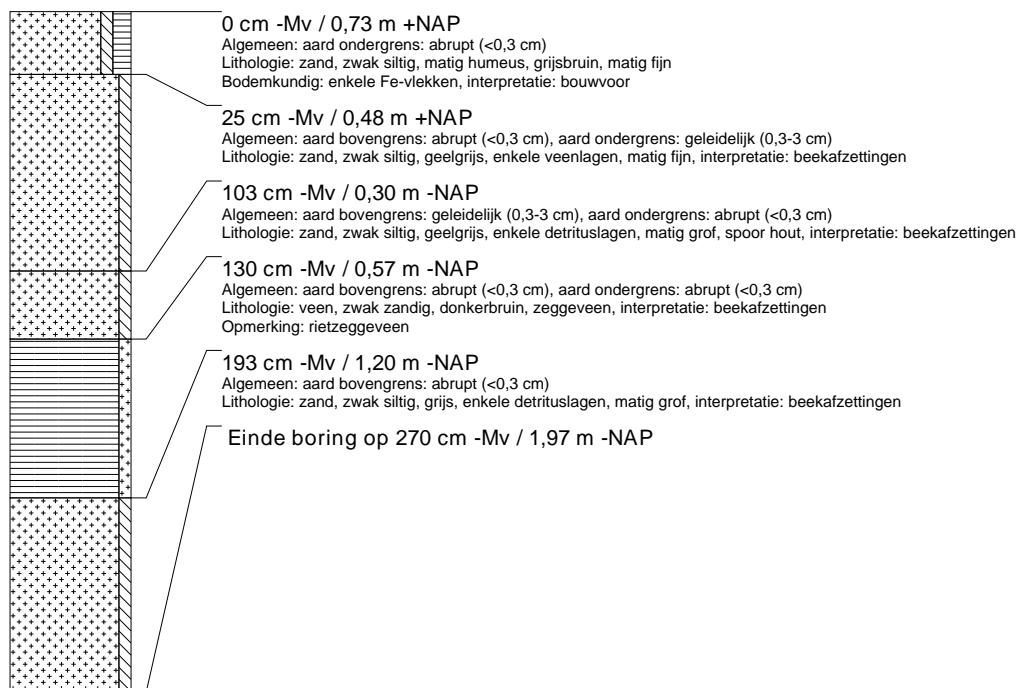 0 cm -Mv / 0,73 m +NAP
Algemeen: aard ondergrens: abrupt (<0,3 cm)
Lithologie: zand, zwak siltig, matig humeus, grijsbruin, matig fijn
Bodemkundig: enkele Fe-vlekken, interpretatie: bouwvoor
25 cm -Mv / 0,48 m +NAP
Algemeen: aard bovengrens: abrupt (<0,3 cm), aard ondergrens: geleidelijk (0,3-3 cm)
Lithologie: zand, zwak siltig, geelgrijs, enkele veenlagen, matig fijn, interpretatie: beekafzettingen
103 cm -Mv / 0,30 m -NAP
Algemeen: aard bovengrens: geleidelijk (0,3-3 cm), aard ondergrens: abrupt (<0,3 cm)
Lithologie: zand, zwak siltig, geelgrijs, enkele detrituslagen, matig grof, spoor hout, interpretatie: beekafzettingen
130 cm -Mv / 0,57 m -NAP
Algemeen: aard bovengrens: abrupt (<0,3 cm), aard ondergrens: abrupt (<0,3 cm)
Lithologie: veen, zwak zandig, donkerbruin, zeggeveen, interpretatie: beekafzettingen
Opmerking: rietzeggeveen
193 cm -Mv / 1,20 m -NAP
Algemeen: aard bovengrens: abrupt (<0,3 cm)
Lithologie: zand, zwak siltig, grijs, enkele detrituslagen, matig grof, interpretatie: beekafzettingen
Einde boring op 270 cm -Mv / 1,97 m -NAP